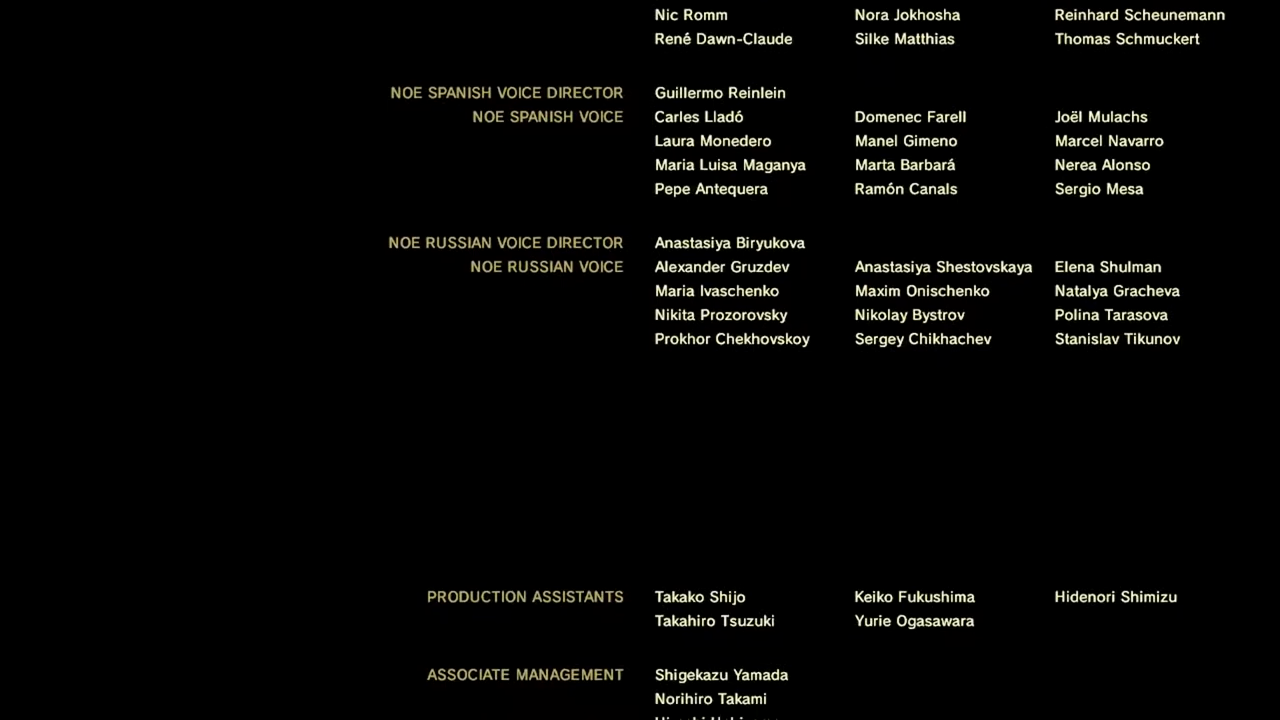 Nic Romm Nora Jokhosha Reinhard Scheunemann
René Dawn-Claude Silke Matthias Thomas Schmuckert
NOE SPANISH VOICE DIRECTOR Guillermo Reinlein
NOE SPANISH VOICE Carles Lladó Domenec Farell Joël Mulachs
Laura Monedero Manel Gimeno Marcel Navarro
Maria Luisa Maganya Marta Barbará Nerea Alonso
Pepe Antequera Ramón Canals Sergio Mesa
NOE RUSSIAN VOICE DIRECTOR Anastasiya Biryukova
NOE RUSSIAN VOICE Alexander Gruzdev Anastasiya Shestovskaya Elena Shulman
Maria Ivaschenko Maxim Onischenko Natalya Gracheva
Nikita Prozorovsky Nikolay Bystrov Polina Tarasova
Prokhor Chekhovskoy Sergey Chikhachev Stanislav Tikunov
PRODUCTION ASSISTANTS Takako Shijo Keiko Fukushima Hidenori Shimizu
Takahiro Tsuzuki Yurie Ogasawara
ASSOCIATE MANAGEMENT Shigekazu Yamada
Norihiro Takami